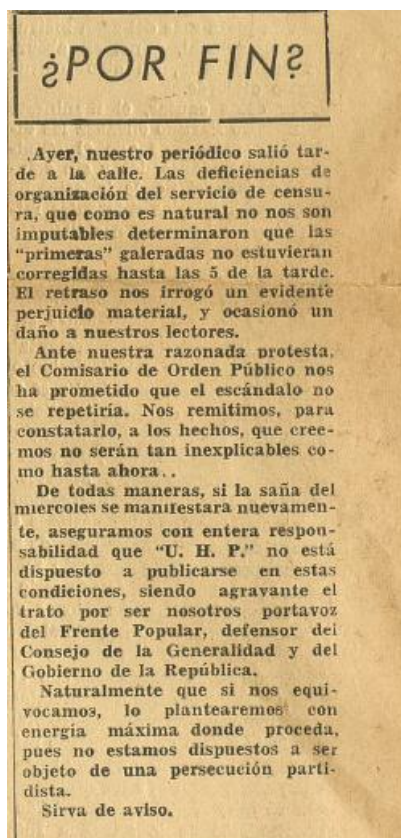 ¿POR FIN?
Ayer, nuestro periódico salió tar-
de a la calle. Las deficiencias de
organización del servicio de censu-
ra, que como es natural no nos son
imputables determinaron que las
“primeras” galeradas no estuvieran
corregidas hasta las 5 de la tarde.
El retraso nos irrogó un evidente
perjuicio material, y ocasionó un
daño a nuestros lectores.
Ante nuestra razonada protesta,
el Comisario de Orden Público nos
ha prometido que el escándalo no
se repetiría. Nos remitimos, para
constatarlo, a los hechos, que cree-
mos no serán tan inexplicables co-
mo hasta ahora..
De todas maneras, si la saña del
miércoles se manifestara nuevamen-
te, aseguramos con entera respon-
sabilidad que “U. H. P.” no está
dispuesto a publicarse en estas
condiciones, siendo agravante el
trato por ser nosotros portavoz
del Frente Popular, defensor del
Consejo de la Generalidad y del
Gobierno de la República.
Naturalmente que si nos equi-
vocamos, lo plantearemos con
energía máxima donde proceda,
pues no estamos dispuestos a ser
objeto de una persecución parti-
dista.
Sirva de aviso.